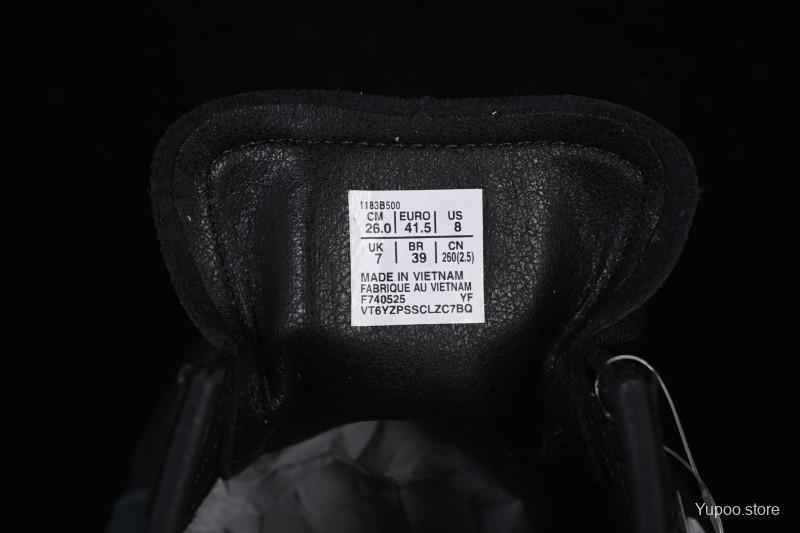 1183B500
CM EURO US
26.0 41.5 8
UK BR CN
7 39 260(2.5)
MADE IN VIETNAM
FABRIQUE AU VIETNAM
F740525 YF
VT6YZPSSCLZC7BQ
Yupoo.store